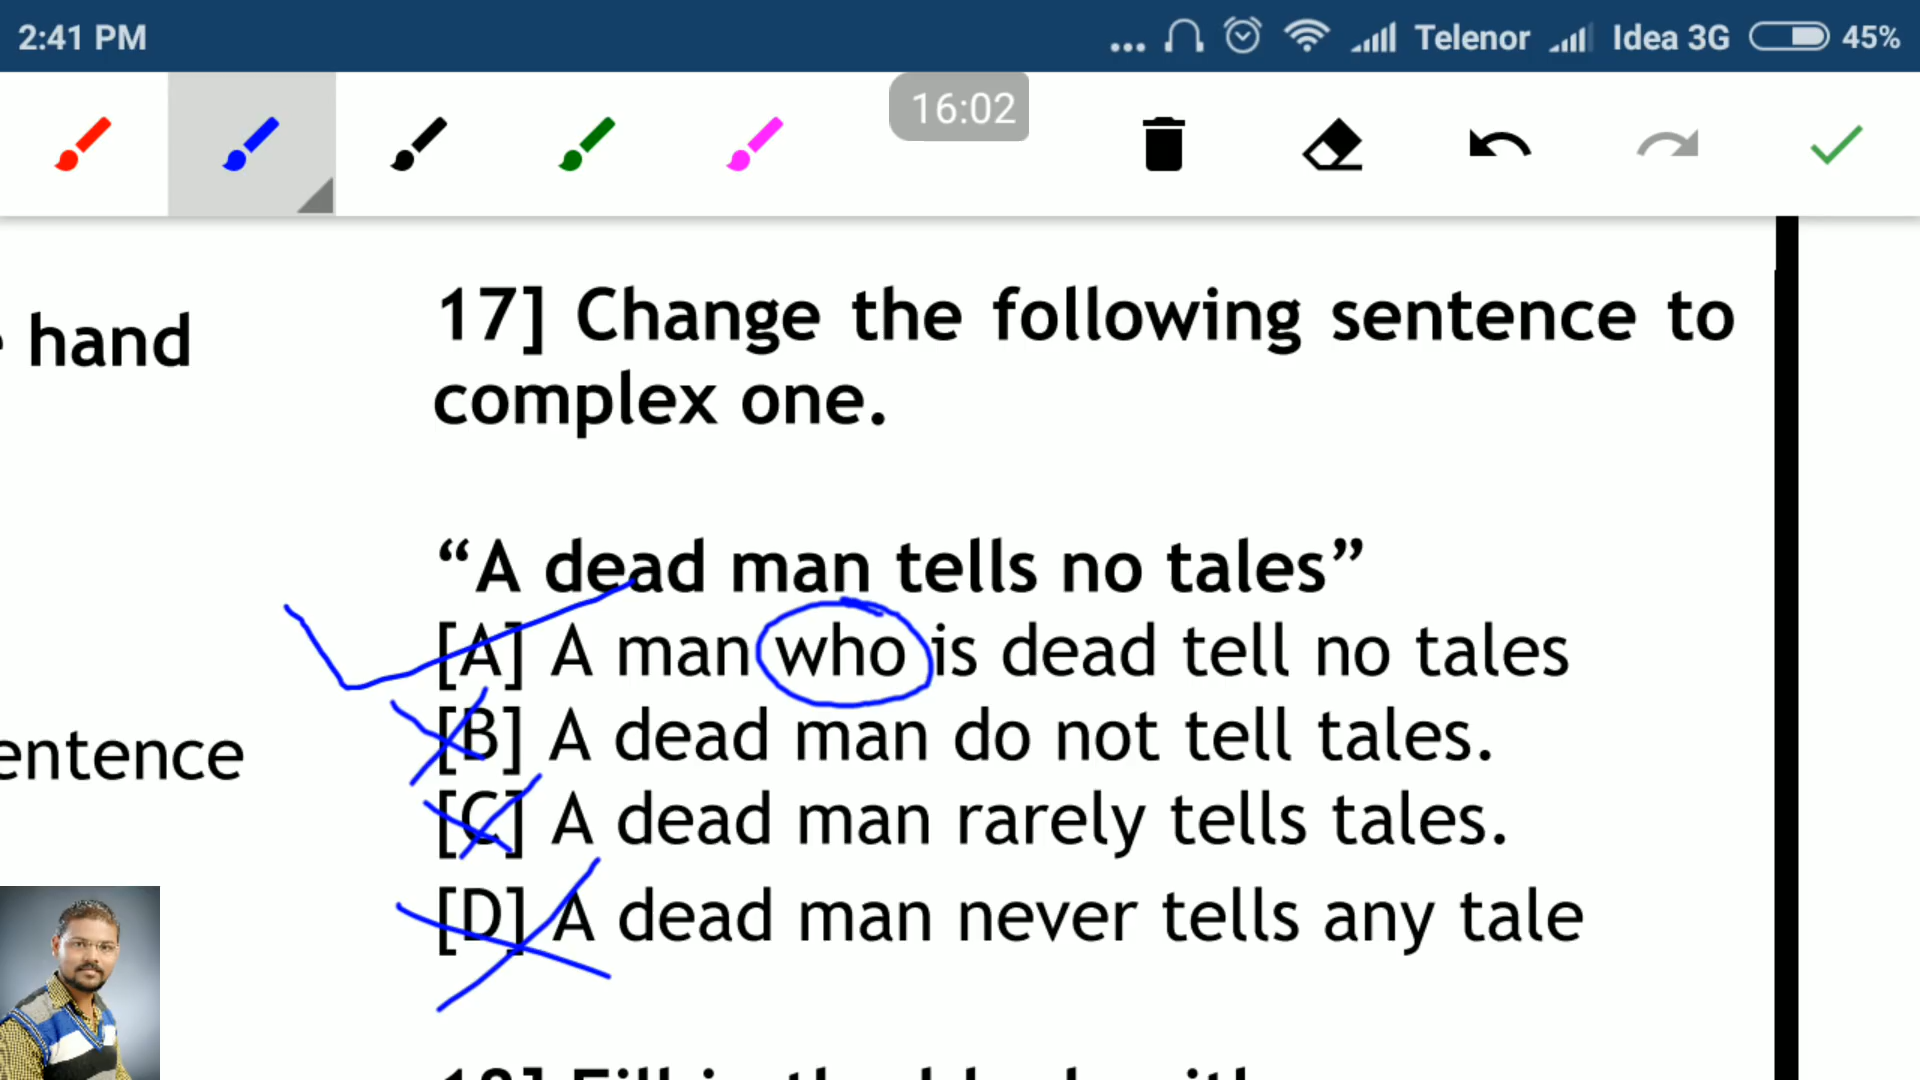 2:41 PM
... Telenor Idea 3G 45%
16:02
hand
17] Change the following sentence to
complex one.
“A dead man tells no tales”
[A] A man who is dead tell no tales
[B] A dead man do not tell tales.
entence
[C] A dead man rarely tells tales.
[D] A dead man never tells any tale